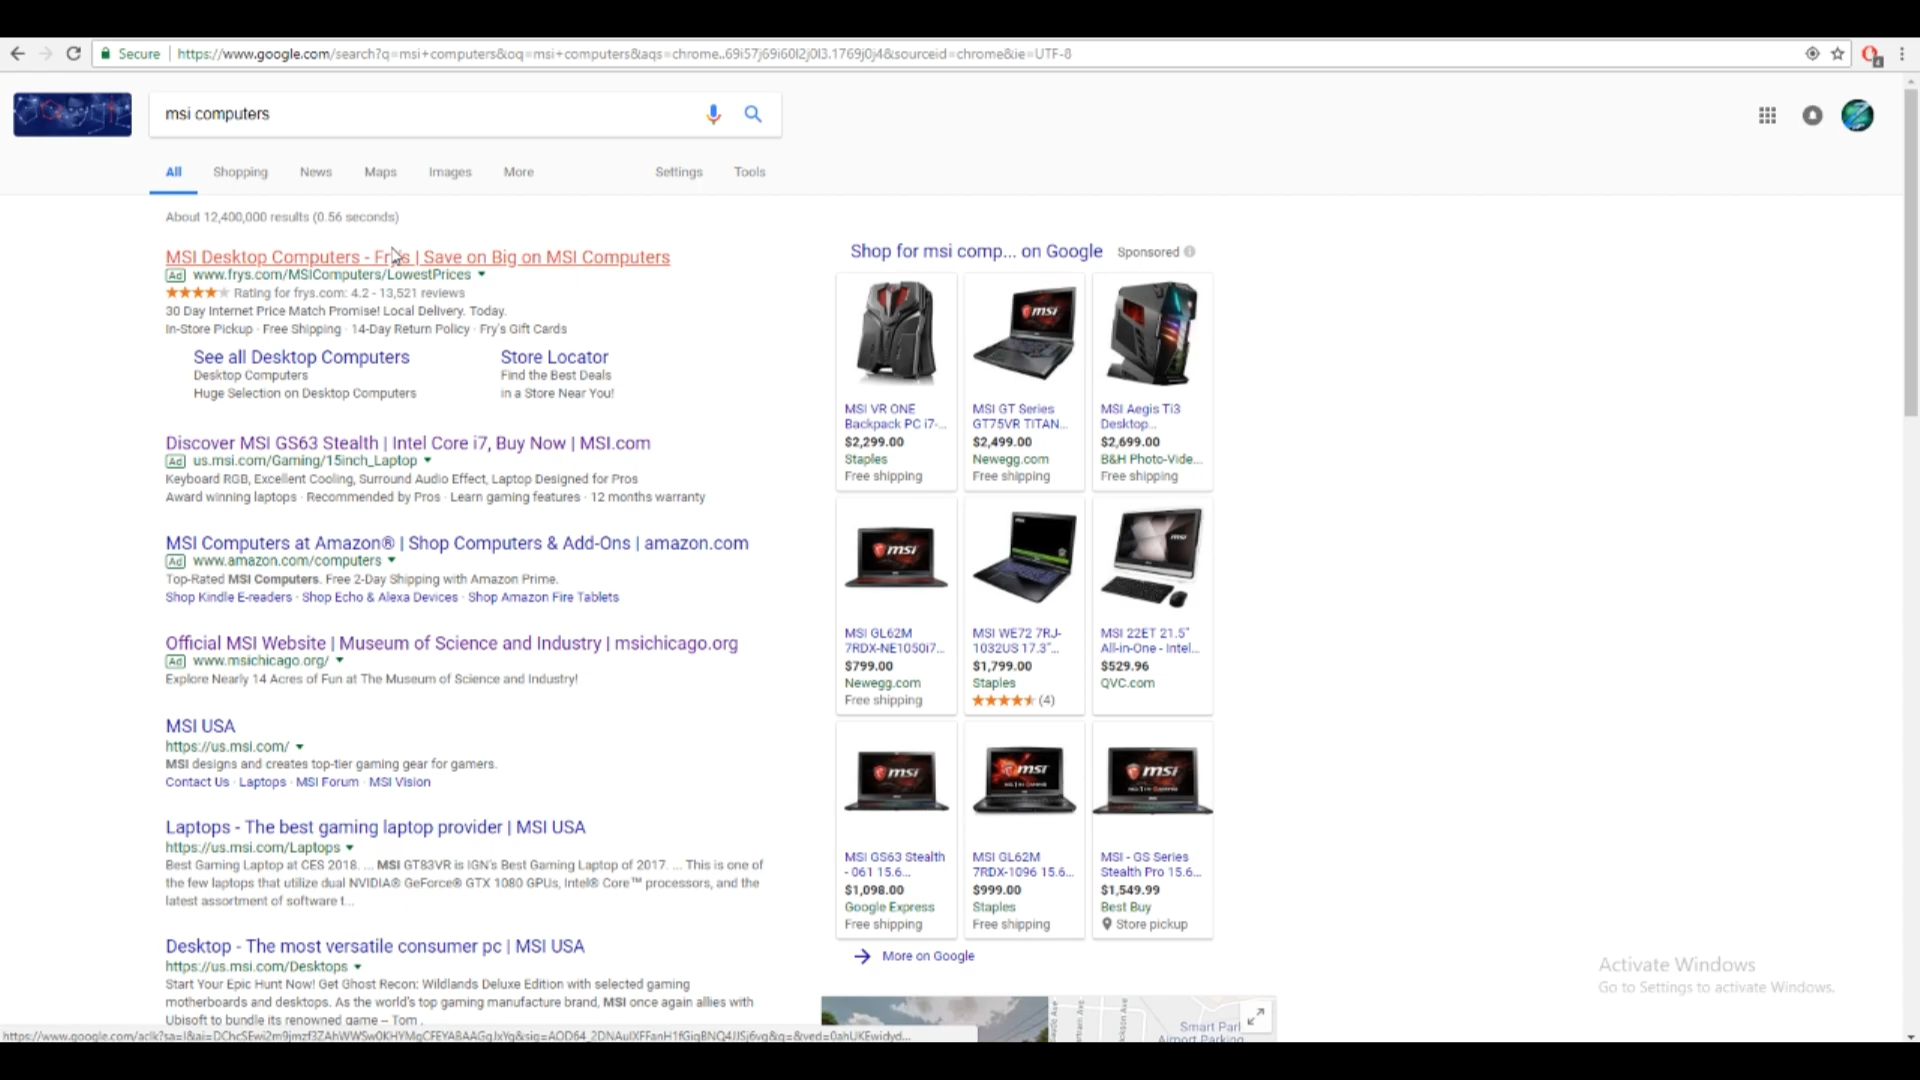 Secure https://www.google.com/search?q=msi+computers&oq=msi+computers&aqs=chrome..69i57j69i60l2j0l3.1769j0j4&sourceid=chrome&ie=UTF-8
msi computers
All Shopping News Maps Images More Settings Tools
About 12,400,000 results (0.56 seconds)
MSI Desktop Computers - Frys | Save on Big on MSI Computers
Ad www.frys.com/MSIComputers/LowestPrices
Rating for frys.com: 4.2 - 13,521 reviews
30 Day Internet Price Match Promise! Local Delivery. Today.
In-Store Pickup · Free Shipping · 14-Day Return Policy · Fry's Gift Cards
See all Desktop Computers
Desktop Computers
Huge Selection on Desktop Computers
Store Locator
Find the Best Deals
in a Store Near You!
Discover MSI GS63 Stealth | Intel Core i7, Buy Now | MSI.com
Ad us.msi.com/Gaming/15inch_Laptop
Keyboard RGB, Excellent Cooling, Surround Audio Effect, Laptop Designed for Pros
Award winning laptops · Recommended by Pros · Learn gaming features · 12 months warranty
MSI Computers at Amazon® | Shop Computers & Add-Ons | amazon.com
Ad www.amazon.com/computers
Top-Rated MSI Computers. Free 2-Day Shipping with Amazon Prime.
Shop Kindle E-readers · Shop Echo & Alexa Devices · Shop Amazon Fire Tablets
Official MSI Website | Museum of Science and Industry | msichicago.org
Ad www.msichicago.org/
Explore Nearly 14 Acres of Fun at The Museum of Science and Industry!
MSI USA
https://us.msi.com/
MSI designs and creates top-tier gaming gear for gamers.
Contact Us · Laptops · MSI Forum · MSI Vision
Laptops - The best gaming laptop provider | MSI USA
https://us.msi.com/Laptops
Best Gaming Laptop at CES 2018. ... MSI GT83VR is IGN's Best Gaming Laptop of 2017. ... This is one of
the few laptops that utilize dual NVIDIA® GeForce® GTX 1080 GPUs, Intel® Core™ processors, and the
latest assortment of software t...
Desktop - The most versatile consumer pc | MSI USA
https://us.msi.com/Desktops
Start Your Epic Hunt Now! Get Ghost Recon: Wildlands Deluxe Edition with selected gaming
motherboards and desktops. As the world's top gaming manufacture brand, MSI once again allies with
Ubisoft to bundle its renowned game – Tom
Shop for msi comp... on Google Sponsored
MSI VR ONE
Backpack PC i7-...
$2,299.00
Staples
Free shipping
msi
MSI GT Series
GT75VR TITAN...
$2,499.00
Newegg.com
Free shipping
MSI Aegis Ti3
Desktop...
$2,699.00
B&H Photo-Vide...
Free shipping
msi
MSI GL62M
7RDX-NE1050i7...
$799.00
Newegg.com
Free shipping
MSI WE72 7RJ-
1032US 17.3"...
$1,799.00
Staples
(4)
msi
MSI 22ET 21.5"
All-in-One - Intel...
$529.96
QVC.com
msi
MSI GS63 Stealth
- 061 15.6...
$1,098.00
Google Express
Free shipping
msi
MSI GL62M
7RDX-1096 15.6...
$999.00
Staples
Free shipping
msi
MSI - GS Series
Stealth Pro 15.6...
$1,549.99
Best Buy
Store pickup
More on Google
Smart Park
Airport Parking
Activate Windows
Go to Settings to activate Windows.